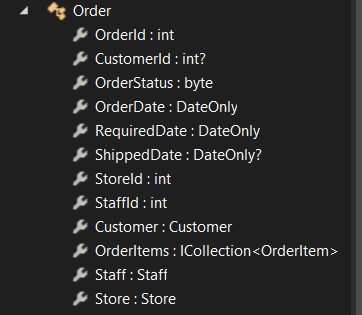 Order
OrderId : int
CustomerId : int?
OrderStatus : byte
OrderDate : DateOnly
RequiredDate : DateOnly
ShippedDate : DateOnly?
StoreId : int
StaffId : int
Customer : Customer
OrderItems : ICollection<OrderItem>
Staff : Staff
Store : Store